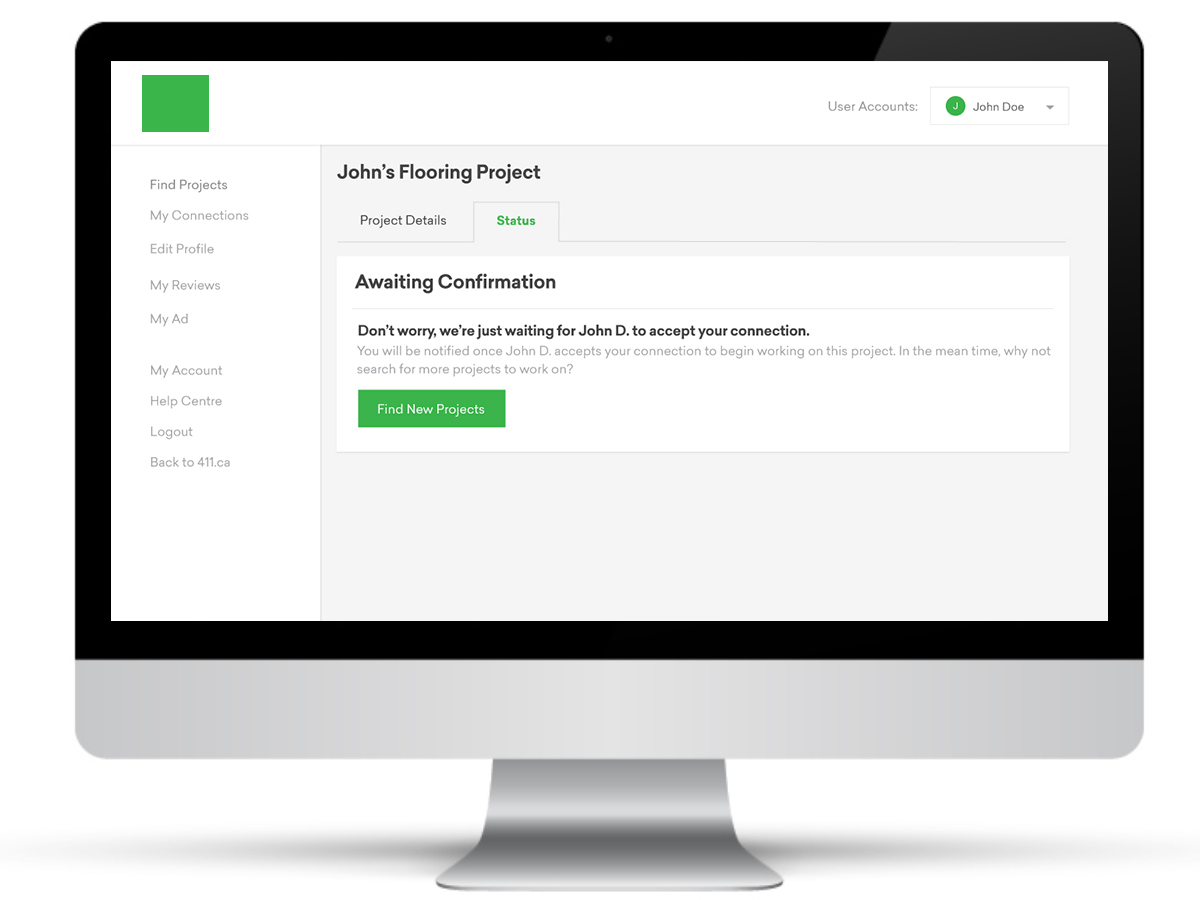 User Accounts:
J
John Doe
Find Projects
My Connections
Edit Profile
My Reviews
My Ad
My Account
Help Centre
Logout
Back to 411.ca
John’s Flooring Project
Project Details
Status
Awaiting Confirmation
Don’t worry, we’re just waiting for John D. to accept your connection.
You will be notified once John D. accepts your connection to begin working on this project. In the mean time, why not
search for more projects to work on?
Find New Projects